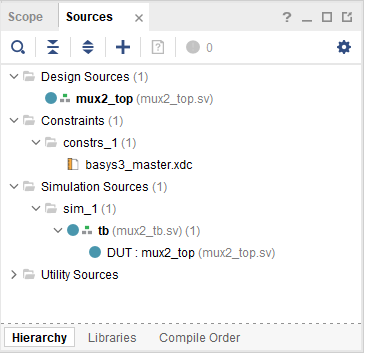 Scope Sources × ?
0
Design Sources (1)
mux2_top (mux2_top.sv)
Constraints (1)
constrs_1 (1)
basys3_master.xdc
Simulation Sources (1)
sim_1 (1)
tb (mux2_tb.sv) (1)
DUT : mux2_top (mux2_top.sv)
Utility Sources
Hierarchy Libraries Compile Order